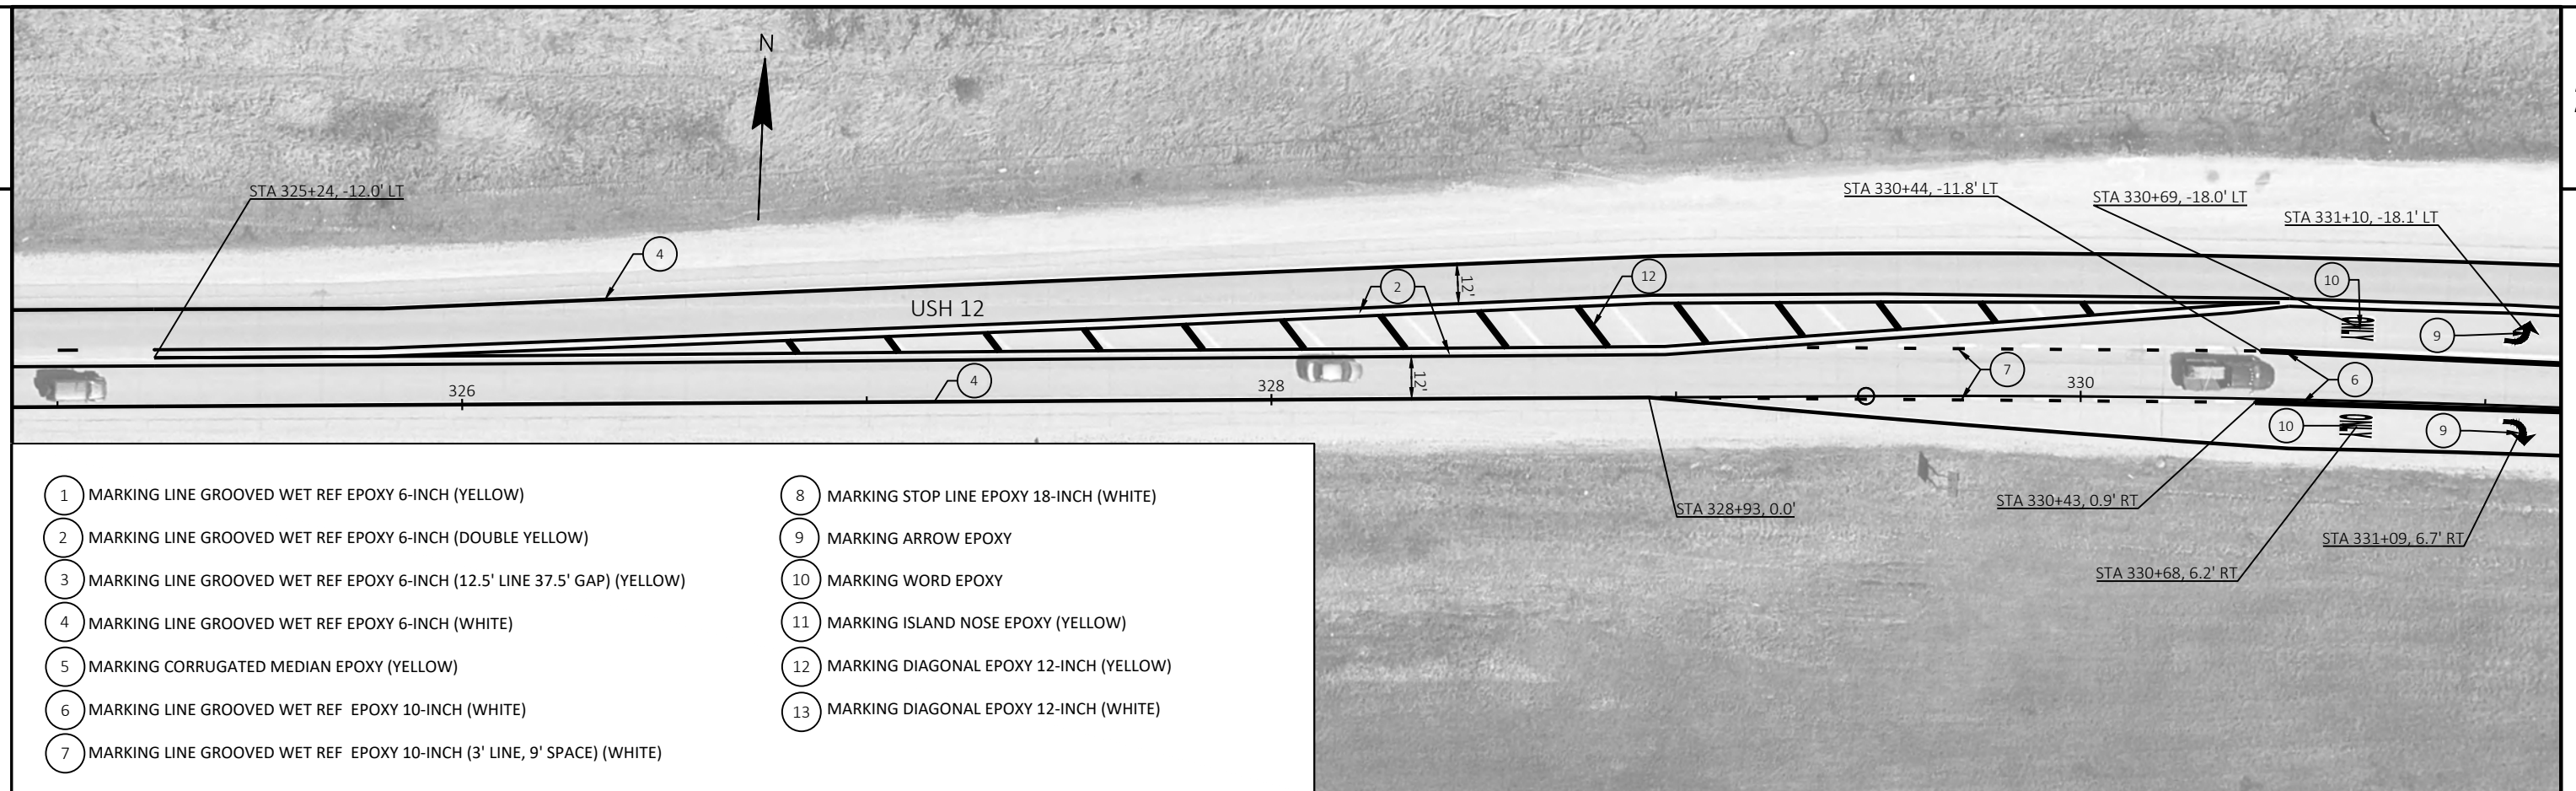 N
STA 325+24, -12.0' LT
STA 330+44, -11.8' LT
STA 330+69, -18.0' LT
STA 331+10, -18.1' LT
4
2
12
12'
10
USH 12
9
4
12'
7
6
326
328
330
10
9
STA 328+93, 0.0'
STA 330+43, 0.9' RT
STA 331+09, 6.7' RT
STA 330+68, 6.2' RT
1 MARKING LINE GROOVED WET REF EPOXY 6-INCH (YELLOW)
2 MARKING LINE GROOVED WET REF EPOXY 6-INCH (DOUBLE YELLOW)
3 MARKING LINE GROOVED WET REF EPOXY 6-INCH (12.5' LINE 37.5' GAP) (YELLOW)
4 MARKING LINE GROOVED WET REF EPOXY 6-INCH (WHITE)
5 MARKING CORRUGATED MEDIAN EPOXY (YELLOW)
6 MARKING LINE GROOVED WET REF EPOXY 10-INCH (WHITE)
7 MARKING LINE GROOVED WET REF EPOXY 10-INCH (3' LINE, 9' SPACE) (WHITE)
8 MARKING STOP LINE EPOXY 18-INCH (WHITE)
9 MARKING ARROW EPOXY
10 MARKING WORD EPOXY
11 MARKING ISLAND NOSE EPOXY (YELLOW)
12 MARKING DIAGONAL EPOXY 12-INCH (YELLOW)
13 MARKING DIAGONAL EPOXY 12-INCH (WHITE)